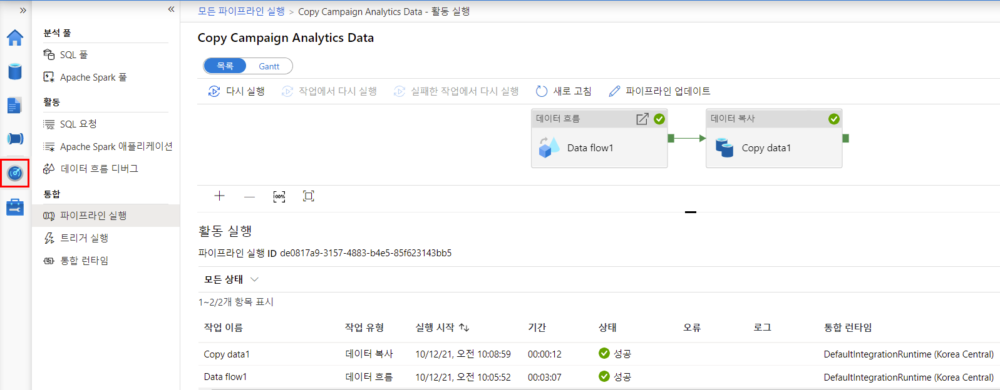 모든 파이프라인 실행 > Copy Campaign Analytics Data - 활동 실행
분석 풀
SQL 풀
Apache Spark 풀
활동
SQL 요청
Apache Spark 애플리케이션
데이터 흐름 디버그
통합
파이프라인 실행
트리거 실행
통합 런타임
Copy Campaign Analytics Data
목록 Gantt
다시 실행 작업에서 다시 실행 실패한 작업에서 다시 실행 새로 고침 파이프라인 업데이트
데이터 흐름
Data flow1
데이터 복사
Copy data1
활동 실행
파이프라인 실행 ID de0817a9-3157-4883-b4e5-85f623143bb5
모든 상태
1~2/2개 항목 표시
작업 이름 작업 유형 실행 시작 기간 상태 오류 로그 통합 런타임
Copy data1 데이터 복사 10/12/21, 오전 10:08:59 00:00:12 성공 DefaultIntegrationRuntime (Korea Central)
Data flow1 데이터 흐름 10/12/21, 오전 10:05:52 00:03:07 성공 DefaultIntegrationRuntime (Korea Central)